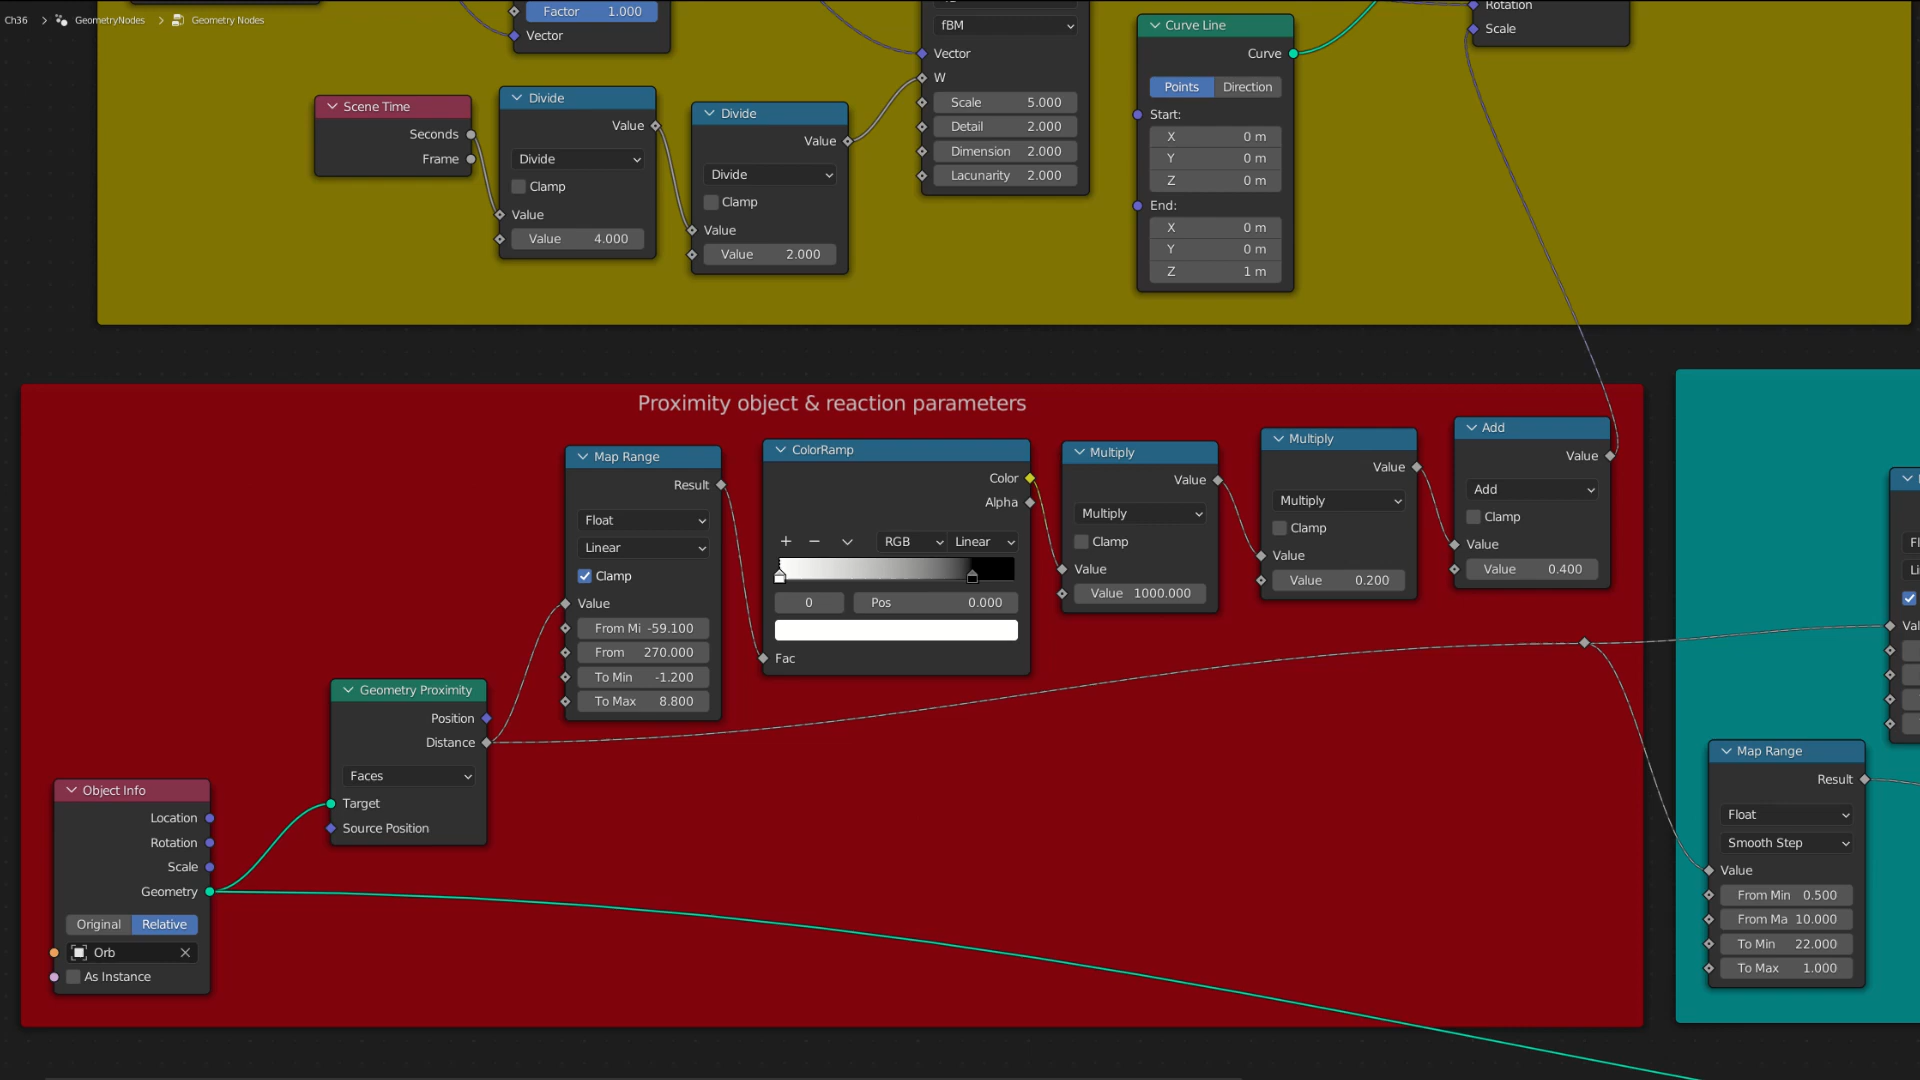 Ch36 > GeometryNodes > Geometry Nodes
Factor 1.000
Vector
Scene Time
Seconds
Frame
Divide
Value
Divide
Clamp
Value
Value 4.000
Divide
Value
Divide
Clamp
Value
Value 2.000
fBM
Vector
W
Scale 5.000
Detail 2.000
Dimension 2.000
Lacunarity 2.000
Curve Line
Curve
Points Direction
Start:
X 0 m
Y 0 m
Z 0 m
End:
X 0 m
Y 0 m
Z 1 m
Rotation
Scale
Proximity object & reaction parameters
Object Info
Location
Rotation
Scale
Geometry
Original Relative
Orb
As Instance
Geometry Proximity
Position
Distance
Faces
Target
Source Position
Map Range
Result
Float
Linear
Clamp
Value
From Mi -59.100
From 270.000
To Min -1.200
To Max 8.800
ColorRamp
Color
Alpha
+ − RGB Linear
0 Pos 0.000
Fac
Multiply
Value
Multiply
Clamp
Value
Value 1000.000
Multiply
Value
Multiply
Clamp
Value
Value 0.200
Add
Value
Add
Clamp
Value
Value 0.400
Map Range
Result
Float
Smooth Step
Value
From Min 0.500
From Ma 10.000
To Min 22.000
To Max 1.000